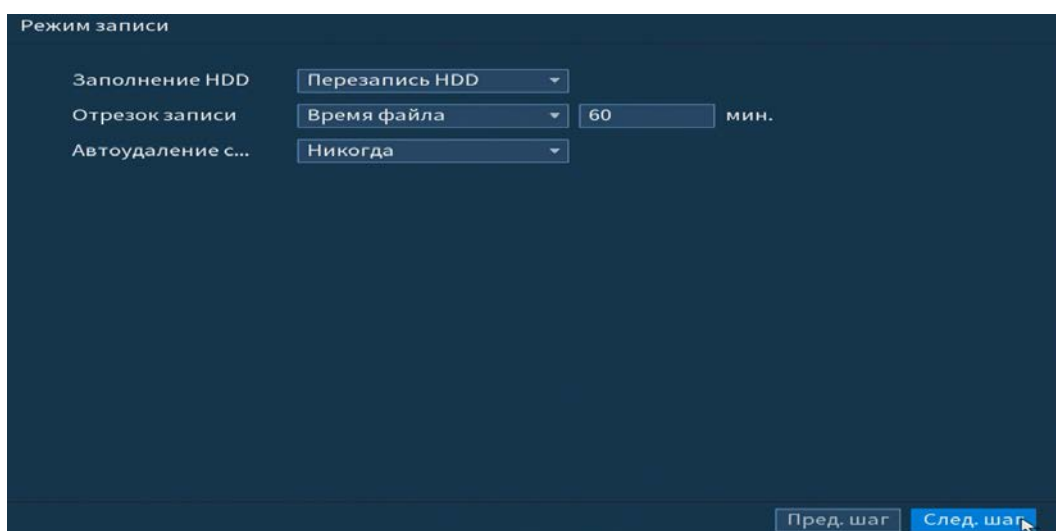 Режим записи
Заполнение HDD Перезапись HDD
Отрезок записи Время файла 60 мин.
Автоудаление с... Никогда
Пред. шаг След. шаг